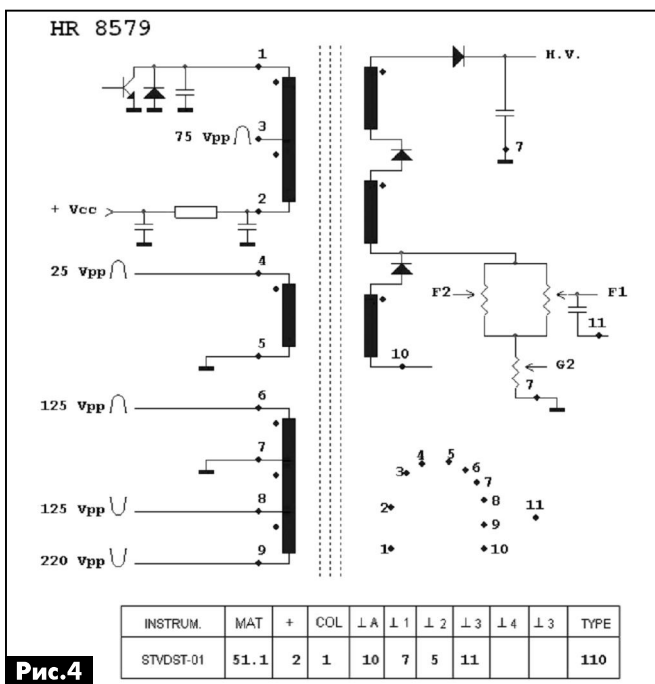 HR 8579
1
H.V.
75 Vpp 3
7
+ Vcc 2
25 Vpp 4
F2 F1
11
5
10
G2
7
125 Vpp 6
7
125 Vpp 8
220 Vpp 9
4 5
3 6
7
2 8
11
9
1 10
INSTRUM. MAT + COL ⊥A ⊥1 ⊥2 ⊥3 ⊥4 ⊥3 TYPE
STVDST-01 51.1 2 1 10 7 5 11 110
Рис.4